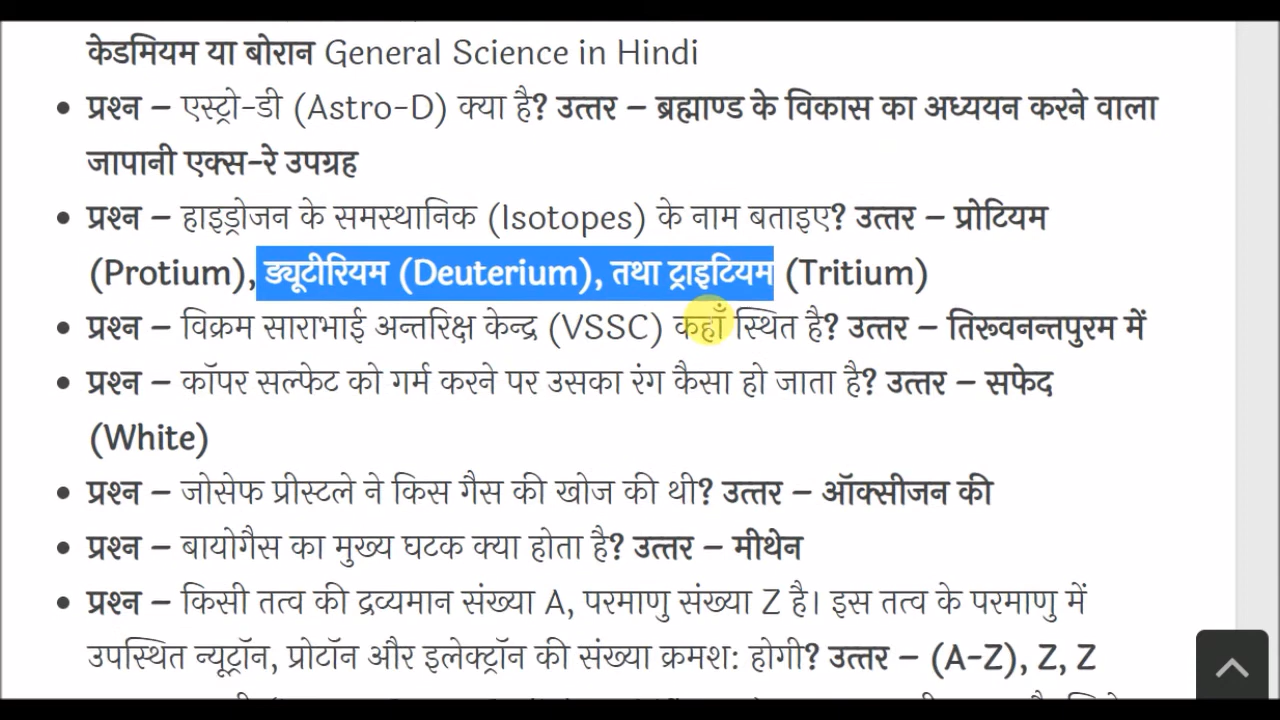 केडमियम या बोरान General Science in Hindi
प्रश्न – एस्ट्रो-डी (Astro-D) क्या है? उत्तर – ब्रह्माण्ड के विकास का अध्ययन करने वाला
जापानी एक्स-रे उपग्रह
प्रश्न – हाइड्रोजन के समस्थानिक (Isotopes) के नाम बताइए? उत्तर – प्रोटियम
(Protium), ड्यूटीरियम (Deuterium), तथा ट्राइटियम (Tritium)
प्रश्न – विक्रम साराभाई अन्तरिक्ष केन्द्र (VSSC) कहाँ स्थित है? उत्तर – तिरूवनन्तपुरम में
प्रश्न – कॉपर सल्फेट को गर्म करने पर उसका रंग कैसा हो जाता है? उत्तर – सफेद
(White)
प्रश्न – जोसेफ प्रीस्टले ने किस गैस की खोज की थी? उत्तर – ऑक्सीजन की
प्रश्न – बायोगैस का मुख्य घटक क्या होता है? उत्तर – मीथेन
प्रश्न – किसी तत्व की द्रव्यमान संख्या A, परमाणु संख्या Z है। इस तत्व के परमाणु में
उपस्थित न्यूट्रॉन, प्रोटॉन और इलेक्ट्रॉन की संख्या क्रमश: होगी? उत्तर – (A-Z), Z, Z